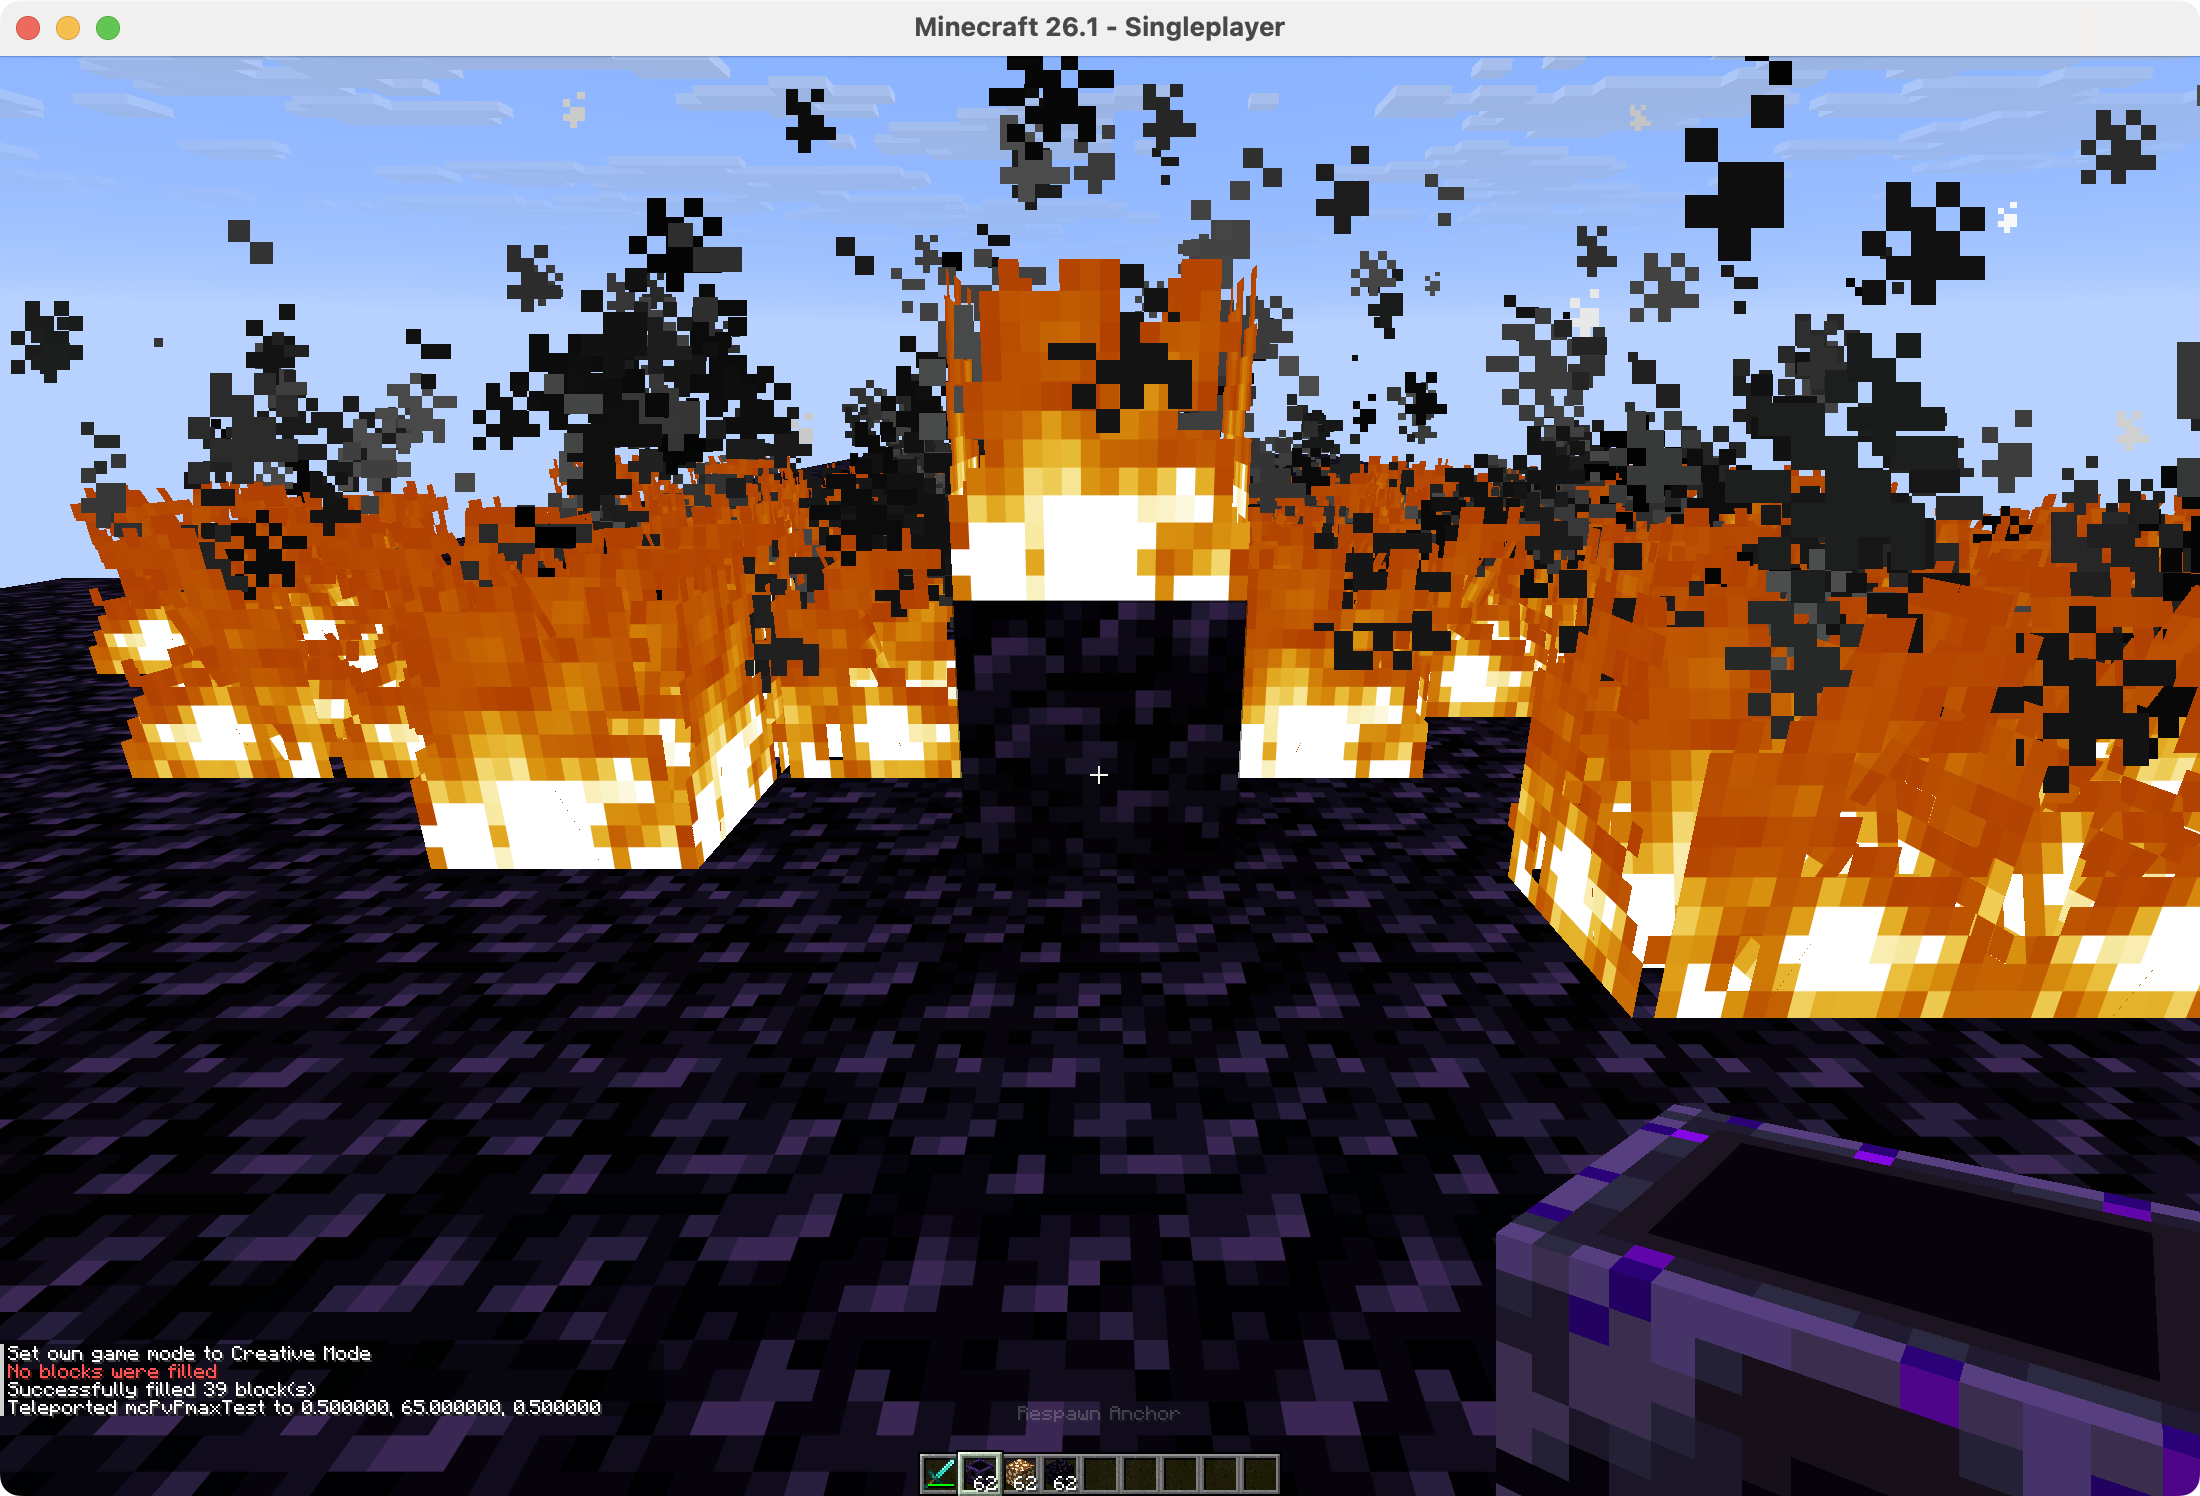 Minecraft 26.1 - Singleplayer
Set own game mode to Creative Mode
No blocks were filled
Successfully filled 39 block(s)
Teleported mcPvPmaxTest to 0.500000, 65.000000, 0.500000
Respawn Anchor
62 62 62